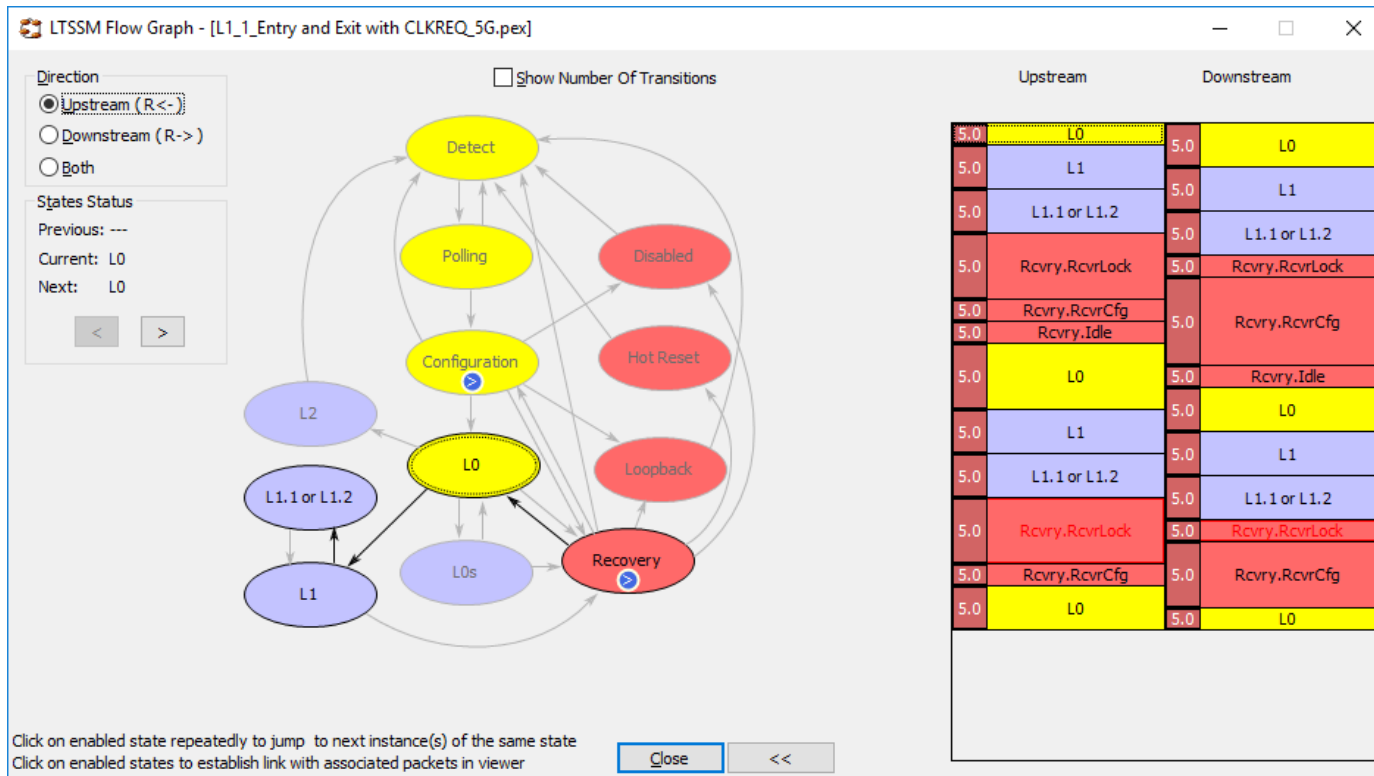 LTSSM Flow Graph - [L1_1_Entry and Exit with CLKREQ_5G.pex]
Direction
Upstream ( R<- )
Downstream ( R-> )
Both
States Status
Previous: ---
Current: L0
Next: L0
<
>
Show Number Of Transitions
Detect
Polling
Disabled
Configuration
>
Hot Reset
L2
L0
Loopback
L1.1 or L1.2
L0s
Recovery
>
L1
Click on enabled state repeatedly to jump to next instance(s) of the same state
Click on enabled states to establish link with associated packets in viewer
Close
<<
Upstream
5.0 L0
5.0 L1
5.0 L1.1 or L1.2
5.0 Rcvry.RcvrLock
5.0 Rcvry.RcvrCfg
5.0 Rcvry.Idle
5.0 L0
5.0 L1
5.0 L1.1 or L1.2
5.0 Rcvry.RcvrLock
5.0 Rcvry.RcvrCfg
5.0 L0
Downstream
5.0 L0
5.0 L1
5.0 L1.1 or L1.2
5.0 Rcvry.RcvrLock
5.0 Rcvry.RcvrCfg
5.0 Rcvry.Idle
5.0 L0
5.0 L1
5.0 L1.1 or L1.2
5.0 Rcvry.RcvrLock
5.0 Rcvry.RcvrCfg
5.0 L0